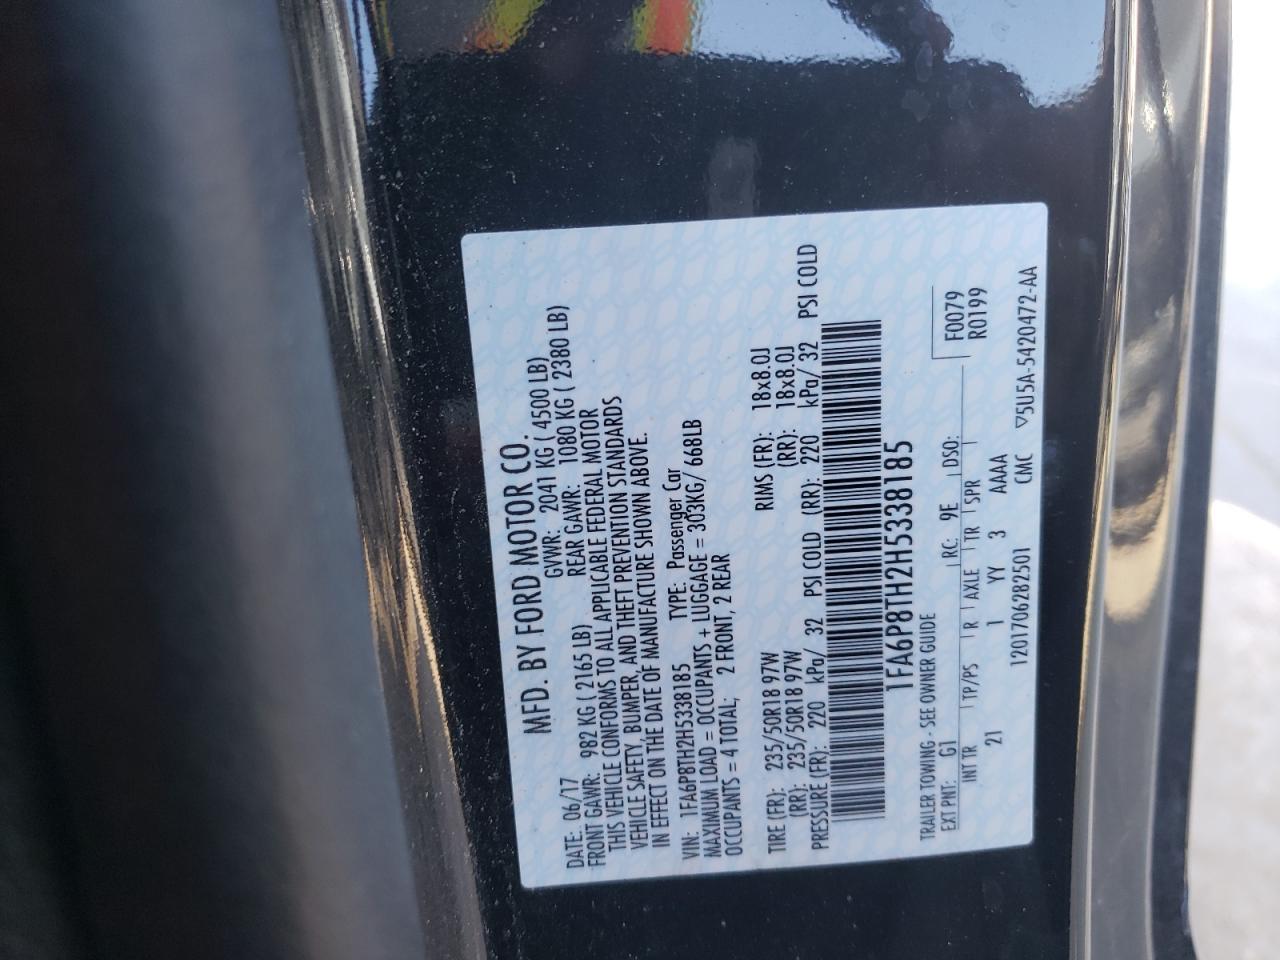 MFD. BY FORD MOTOR CO.
DATE: 06/17 GVWR: 2041 KG ( 4500 LB)
FRONT GAWR: 982 KG ( 2165 LB) REAR GAWR: 1080 KG ( 2380 LB)
THIS VEHICLE CONFORMS TO ALL APPLICABLE FEDERAL MOTOR
VEHICLE SAFETY, BUMPER, AND THEFT PREVENTION STANDARDS
IN EFFECT ON THE DATE OF MANUFACTURE SHOWN ABOVE.
VIN: 1FA6P8TH2H5338185 TYPE: Passenger Car
MAXIMUM LOAD = OCCUPANTS + LUGGAGE = 303KG/ 668LB
OCCUPANTS = 4 TOTAL; 2 FRONT, 2 REAR
TIRE (FR): 235/50R18 97W RIMS (FR): 18x8.0J
(RR): 235/50R18 97W (RR): 18x8.0J
PRESSURE (FR): 220 kPa/ 32 PSI COLD (RR): 220 kPa/ 32 PSI COLD
1FA6P8TH2H5338185
TRAILER TOWING - SEE OWNER GUIDE F0079
EXT PNT: G1 RC: 9E DSO: R0199
INT TR TP/PS R AXLE TR SPR
21 I YY 3 AAAA
1201706282501 CMC ▽5U5A-5420472-AA